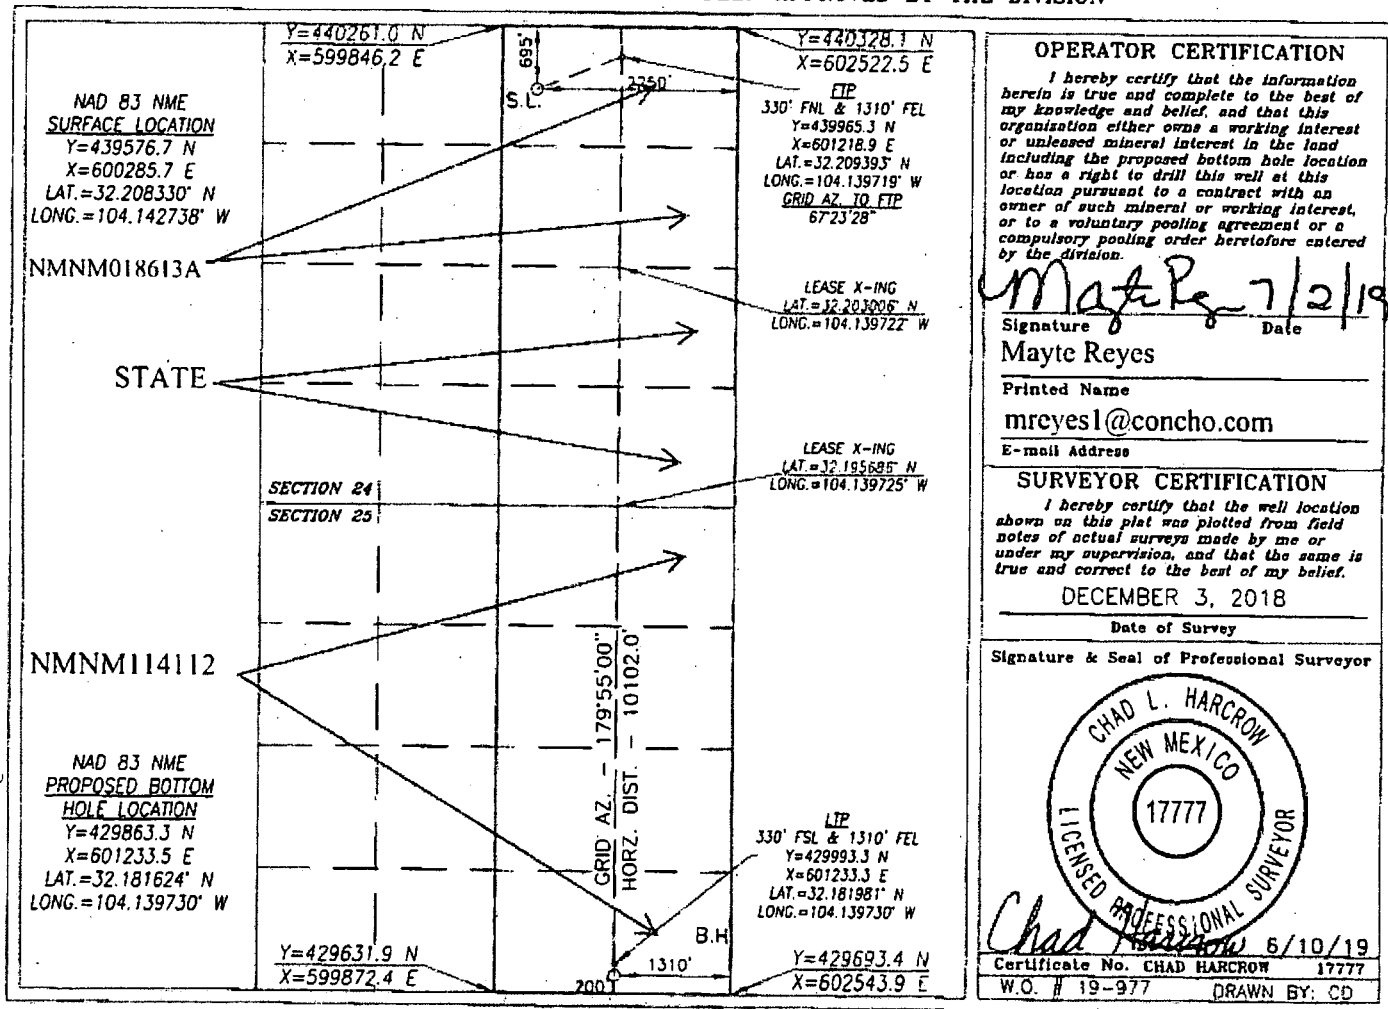 Y=440261.0 N
X=599846.2 E
695'
S.L.
2250'
Y=440328.1 N
X=602522.5 E
NAD 83 NME
SURFACE LOCATION
Y=439576.7 N
X=600285.7 E
LAT.=32.208330° N
LONG.=104.142738° W
FTP
330' FNL & 1310' FEL
Y=439965.3 N
X=601218.9 E
LAT.=32.209393° N
LONG.=104.139719° W
GRID AZ. TO FTP
67°23'28"
NMNM018613A
LEASE X-ING
LAT.=32.203006° N
LONG.=104.139722° W
STATE
LEASE X-ING
LAT.=32.195685° N
LONG.=104.139725° W
SECTION 24
SECTION 25
NMNM114112
GRID AZ. - 179°55'00"
HORZ. DIST. - 10102.0'
NAD 83 NME
PROPOSED BOTTOM
HOLE LOCATION
Y=429863.3 N
X=601233.5 E
LAT.=32.181624° N
LONG.=104.139730° W
LTP
330' FSL & 1310' FEL
Y=429993.3 N
X=601233.3 E
LAT.=32.181981° N
LONG.=104.139730° W
B.H
1310'
200'
Y=429631.9 N
X=599872.4 E
Y=429693.4 N
X=602543.9 E
OPERATOR CERTIFICATION
I hereby certify that the information
herein is true and complete to the best of
my knowledge and belief, and that this
organization either owns a working interest
or unleased mineral interest in the land
including the proposed bottom hole location
or has a right to drill this well at this
location pursuant to a contract with an
owner of such mineral or working interest,
or to a voluntary pooling agreement or a
compulsory pooling order heretofore entered
by the division.
7/2/19
Signature Date
Mayte Reyes
Printed Name
mreyes1@concho.com
E-mail Address
SURVEYOR CERTIFICATION
I hereby certify that the well location
shown on this plat was plotted from field
notes of actual surveys made by me or
under my supervision, and that the same is
true and correct to the best of my belief.
DECEMBER 3, 2018
Date of Survey
Signature & Seal of Professional Surveyor
CHAD L. HARCROW
NEW MEXICO
17777
LICENSED PROFESSIONAL SURVEYOR
Chad Harcrow 6/10/19
Certificate No. CHAD HARCROW 17777
W.O. # 19-977 DRAWN BY: CD